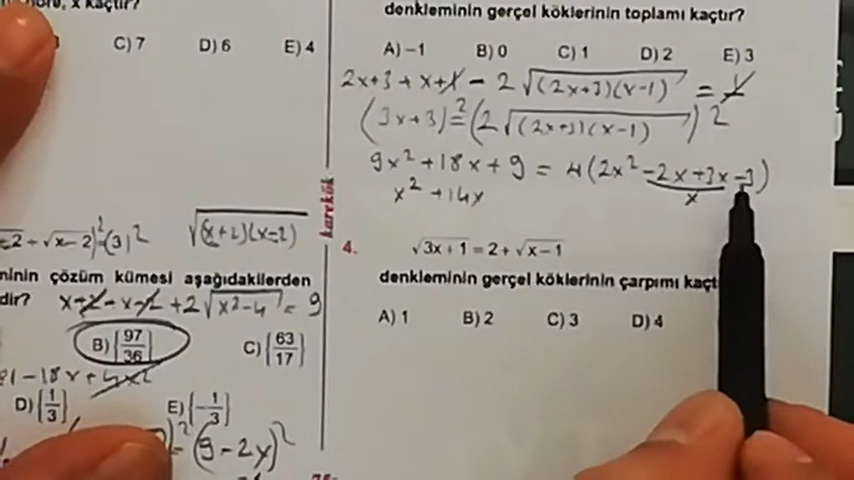 x kaçtır?
C) 7 D) 6 E) 4
√(x+2)(x-2)
minin çözüm kümesi aşağıdakilerden
dir?
x+2+x-2+2√x²-4 = 9
B) {97/36} C) {63/17}
81-18x+4x²
D) {1/3} E) {-1/3}
(9-2x)²
karekök
denkleminin gerçel köklerinin toplamı kaçtır?
A) -1 B) 0 C) 1 D) 2 E) 3
2x+3+x+1-2√(2x+3)(x-1) = 1
(3x+3)²=(2√(2x+3)(x-1))2
9x²+18x+9 = 4(2x²-2x+3x-3)
x
x²+14x
4. √3x+1 = 2+√x-1
denkleminin gerçel köklerinin çarpımı kaçt
A) 1 B) 2 C) 3 D) 4